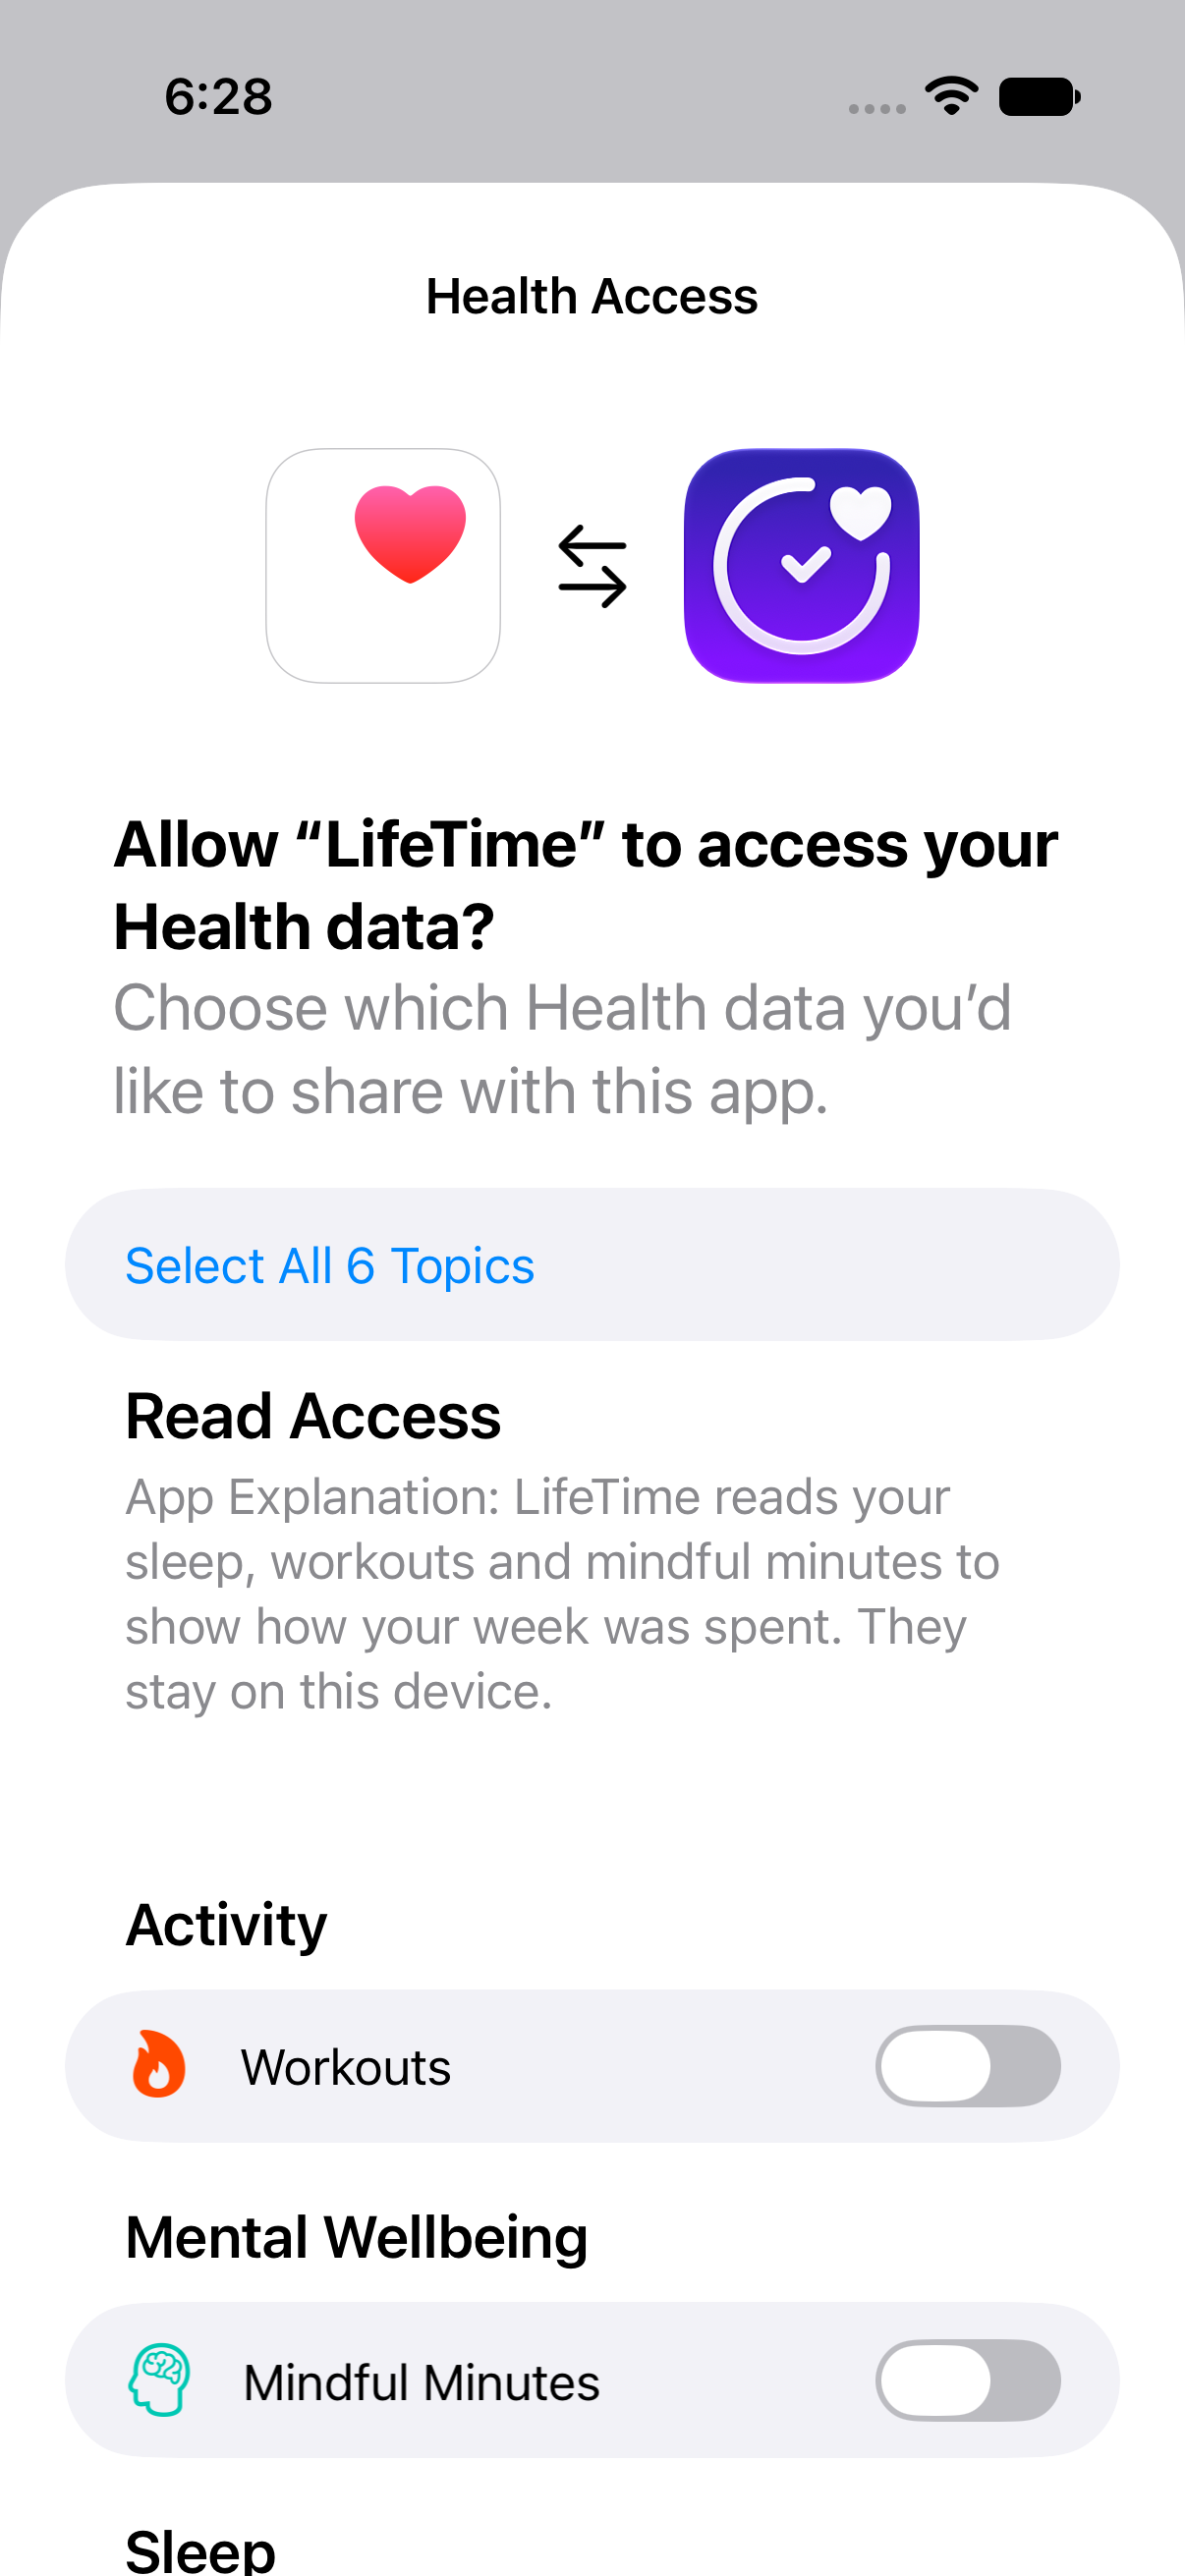 6:28
Health Access
Allow “LifeTime” to access your
Health data?
Choose which Health data you’d
like to share with this app.
Select All 6 Topics
Read Access
App Explanation: LifeTime reads your
sleep, workouts and mindful minutes to
show how your week was spent. They
stay on this device.
Activity
Workouts
Mental Wellbeing
Mindful Minutes
Sleep